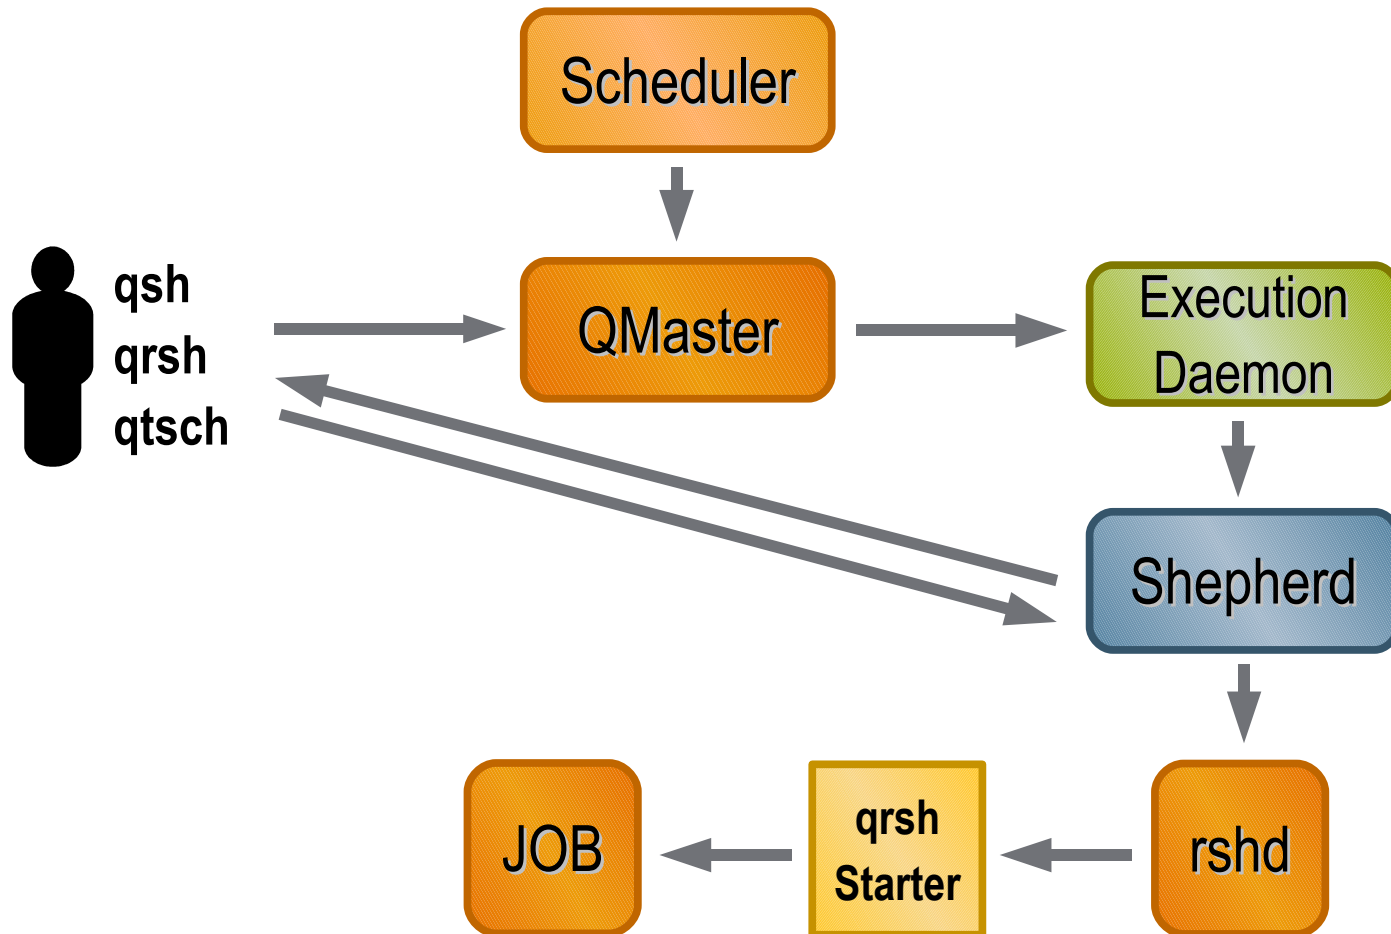 Scheduler
qsh
qrsh
qtsch
QMaster
Execution
Daemon
Shepherd
JOB
qrsh
Starter
rshd